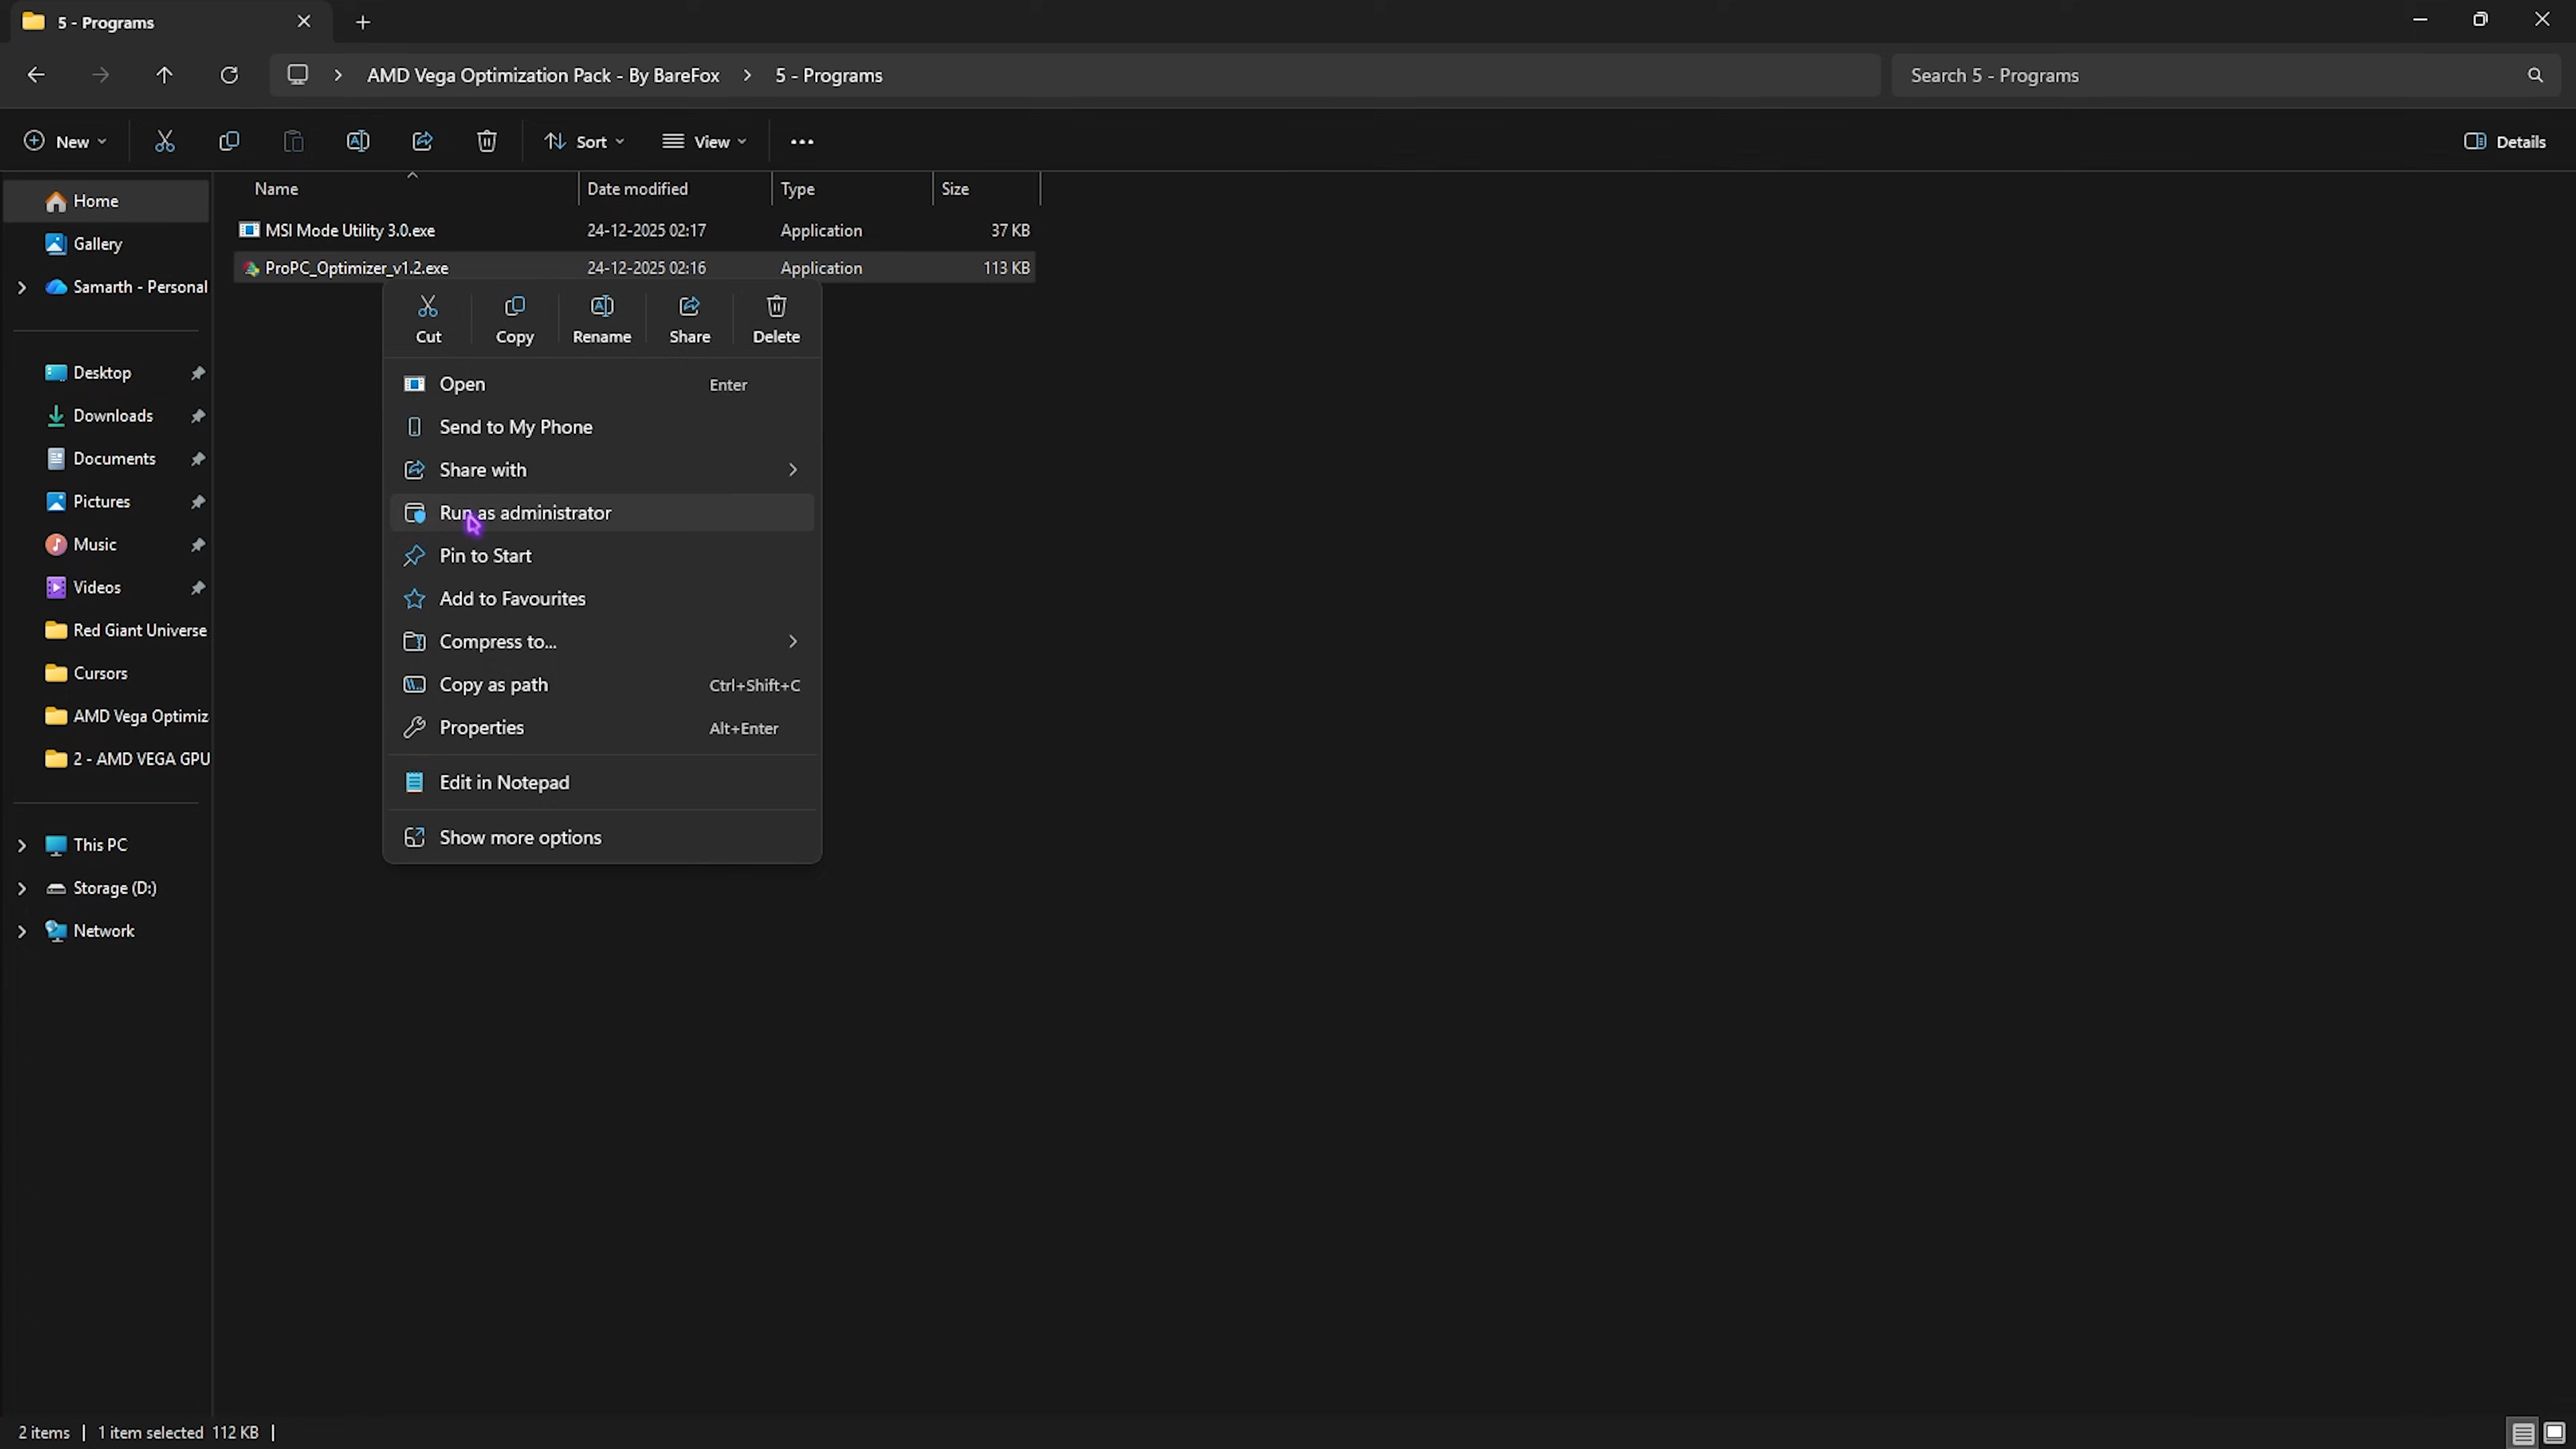 5 - Programs
AMD Vega Optimization Pack - By BareFox
5 - Programs
Search 5 - Programs
New
Sort
View
Details
Name
Date modified
Type
Size
MSI Mode Utility 3.0.exe
24-12-2025 02:17
Application
37 KB
ProPC_Optimizer_v1.2.exe
24-12-2025 02:16
Application
113 KB
Home
Gallery
Samarth - Personal
Desktop
Downloads
Documents
Pictures
Music
Videos
Red Giant Universe
Cursors
AMD Vega Optimiz
2 - AMD VEGA GPU
This PC
Storage (D:)
Network
Cut
Copy
Rename
Share
Delete
Open
Enter
Send to My Phone
Share with
Run as administrator
Pin to Start
Add to Favourites
Compress to...
Copy as path
Ctrl+Shift+C
Properties
Alt+Enter
Edit in Notepad
Show more options
2 items
1 item selected 112 KB